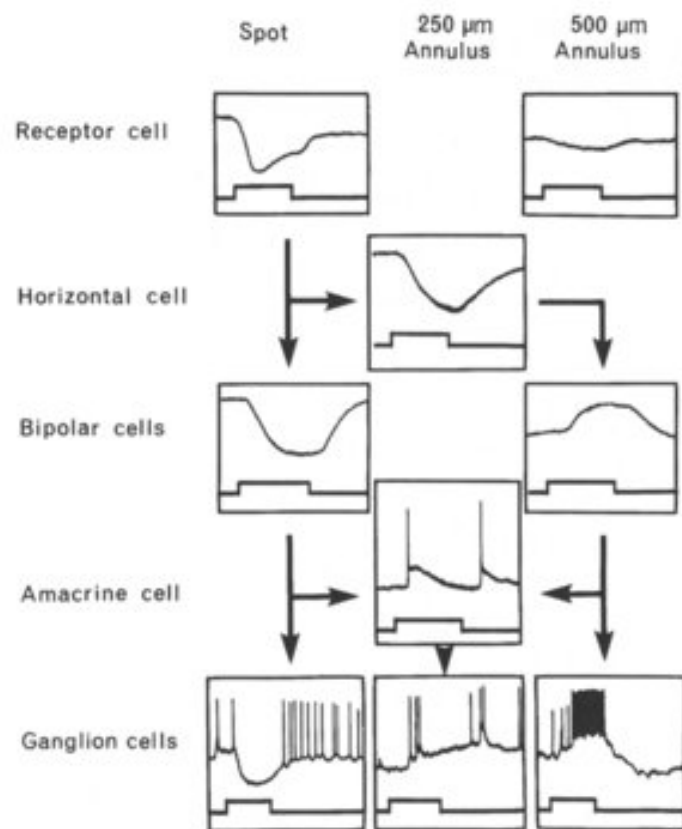 Spot
250 µm
Annulus
500 µm
Annulus
Receptor cell
Horizontal cell
Bipolar cells
Amacrine cell
Ganglion cells